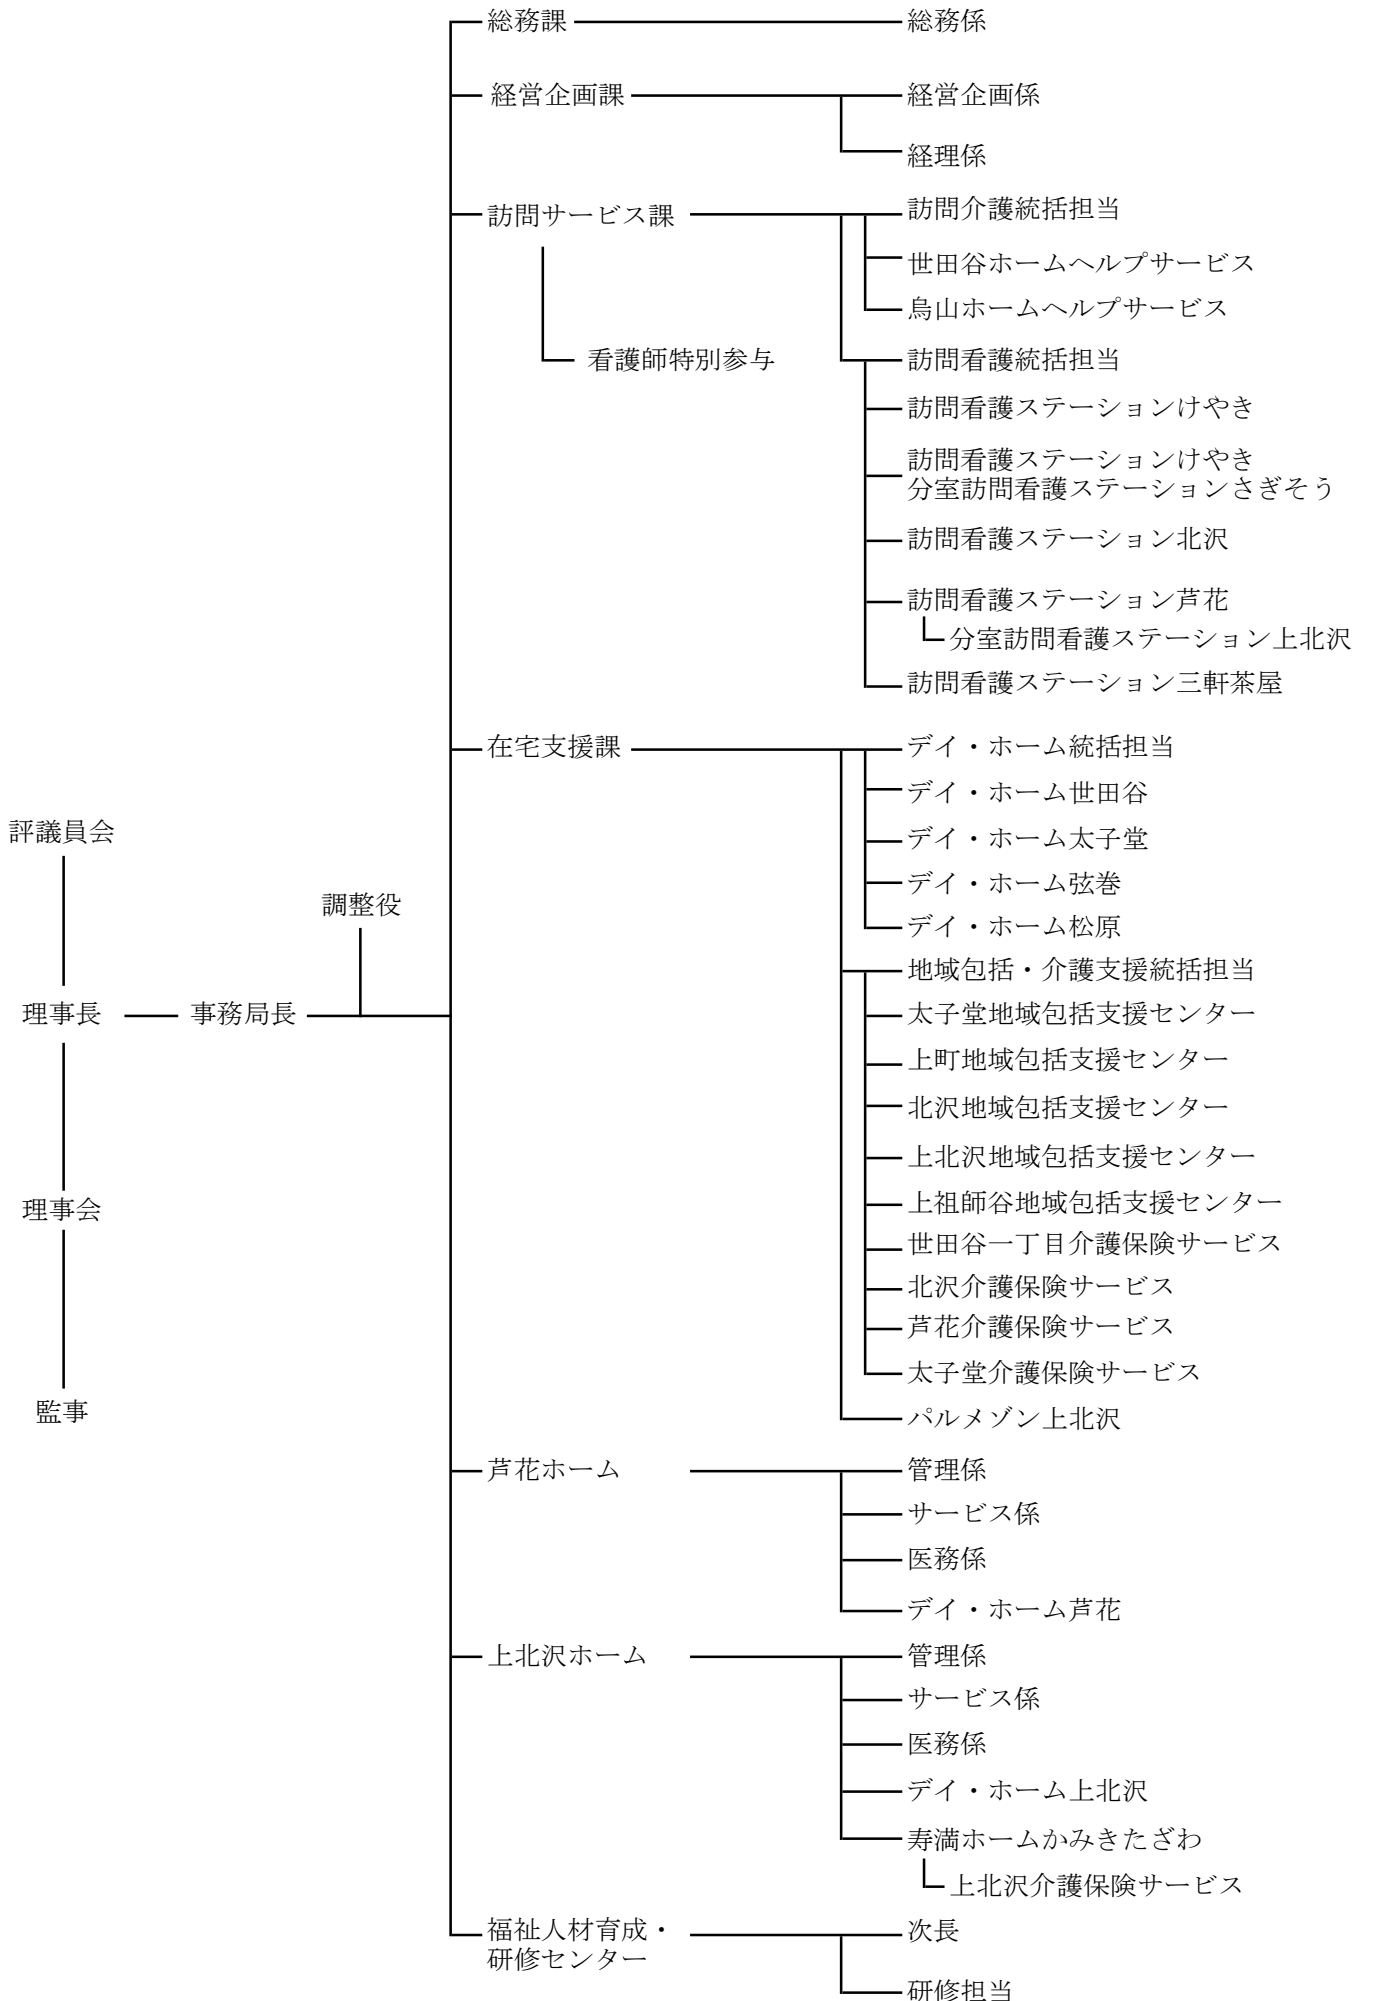 総務課
総務係
経営企画課
経営企画係
経理係
訪問サービス課
訪問介護統括担当
世田谷ホームヘルプサービス
烏山ホームヘルプサービス
看護師特別参与
訪問看護統括担当
訪問看護ステーションけやき
訪問看護ステーションけやき
分室訪問看護ステーションさぎそう
訪問看護ステーション北沢
訪問看護ステーション芦花
分室訪問看護ステーション上北沢
訪問看護ステーション三軒茶屋
在宅支援課
デイ・ホーム統括担当
デイ・ホーム世田谷
デイ・ホーム太子堂
デイ・ホーム弦巻
デイ・ホーム松原
評議員会
調整役
理事長
事務局長
理事会
監事
地域包括・介護支援統括担当
太子堂地域包括支援センター
上町地域包括支援センター
北沢地域包括支援センター
上北沢地域包括支援センター
上祖師谷地域包括支援センター
世田谷一丁目介護保険サービス
北沢介護保険サービス
芦花介護保険サービス
太子堂介護保険サービス
パルメゾン上北沢
芦花ホーム
管理係
サービス係
医務係
デイ・ホーム芦花
上北沢ホーム
管理係
サービス係
医務係
デイ・ホーム上北沢
寿満ホームかみきたざわ
上北沢介護保険サービス
福祉人材育成・
研修センター
次長
研修担当